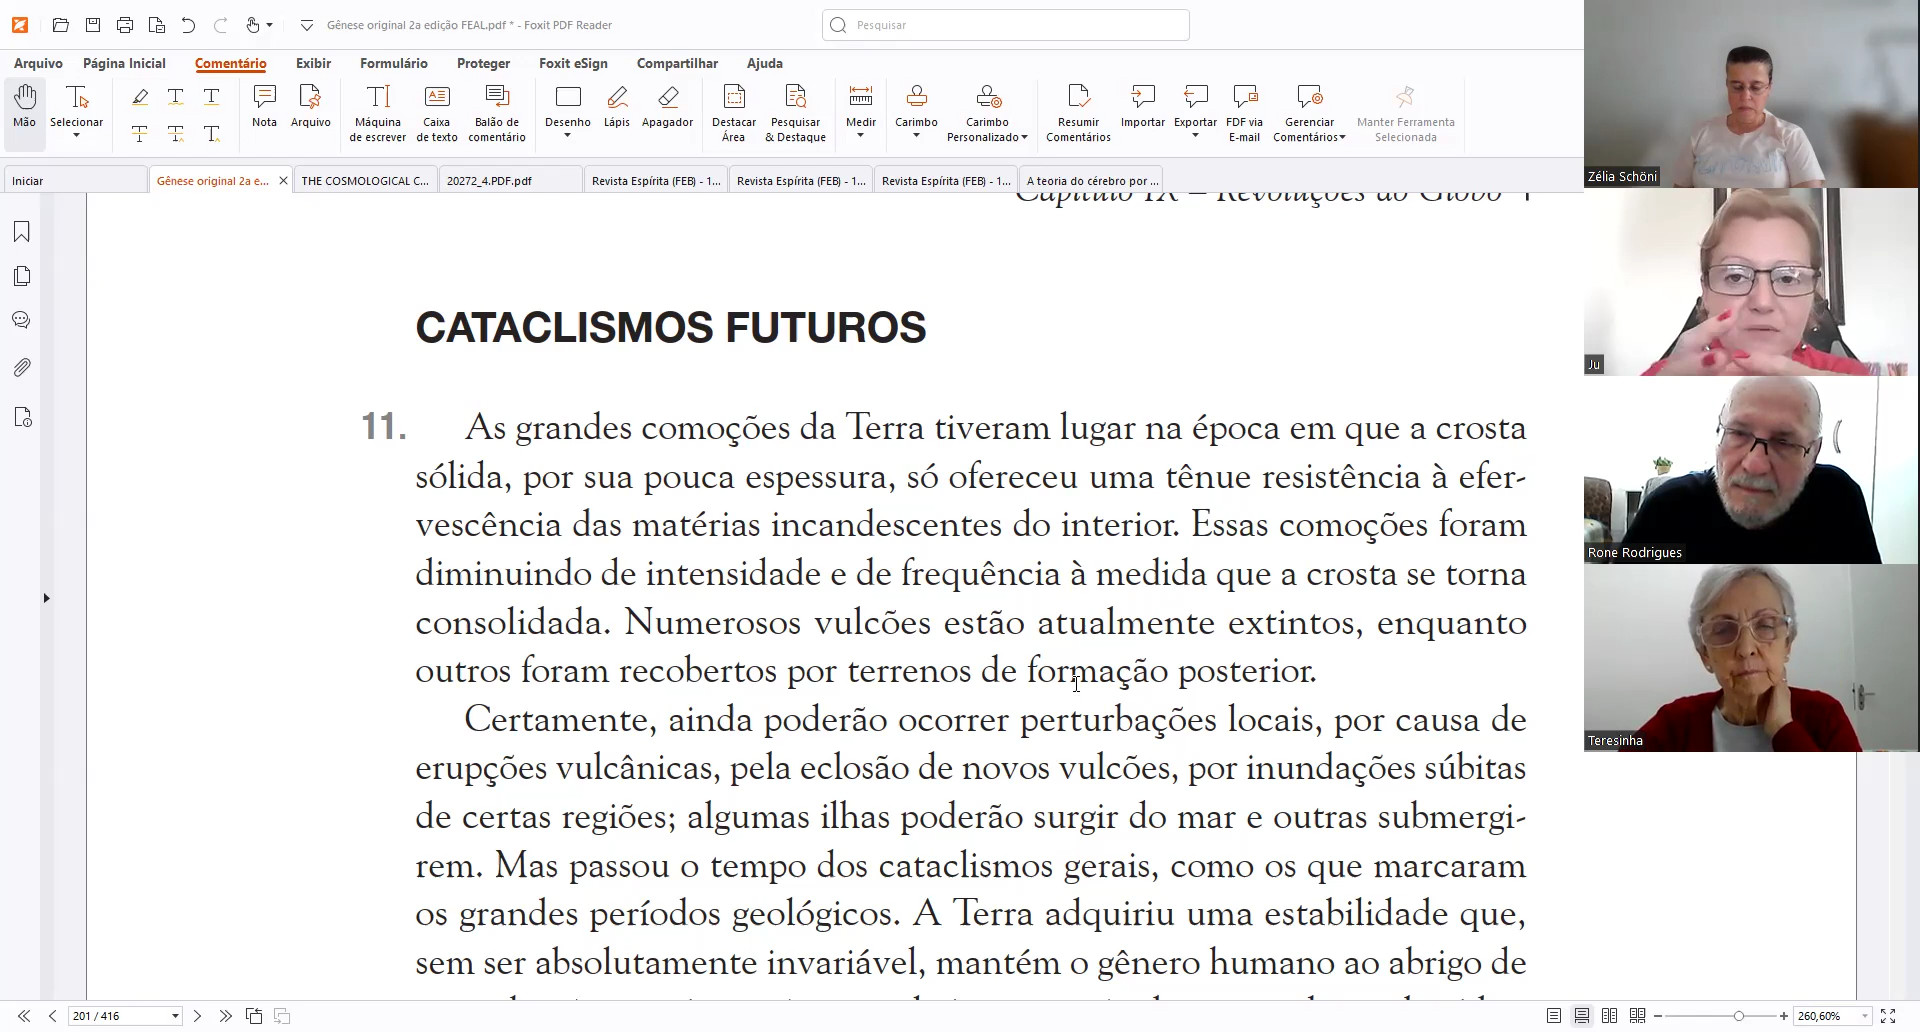 Gênese original 2a edição FEAL.pdf * - Foxit PDF Reader
Pesquisar
Arquivo Página Inicial Comentário Exibir Formulário Proteger Foxit eSign Compartilhar Ajuda
Mão
Selecionar
Nota
Arquivo
Máquina de escrever
Caixa de texto
Balão de comentário
Desenho
Lápis
Apagador
Destacar Área
Pesquisar & Destaque
Medir
Carimbo
Carimbo Personalizado
Resumir Comentários
Importar
Exportar
FDF via E-mail
Gerenciar Comentários
Manter Ferramenta Selecionada
Iniciar
Gênese original 2a e...
THE COSMOLOGICAL C...
20272_4.PDF.pdf
Revista Espírita (FEB) - 1...
Revista Espírita (FEB) - 1...
Revista Espírita (FEB) - 1...
A teoria do cérebro por ...
Capítulo IX – Revoluções do Globo
CATACLISMOS FUTUROS
11. As grandes comoções da Terra tiveram lugar na época em que a crosta
sólida, por sua pouca espessura, só ofereceu uma tênue resistência à efer-
vescência das matérias incandescentes do interior. Essas comoções foram
diminuindo de intensidade e de frequência à medida que a crosta se torna
consolidada. Numerosos vulcões estão atualmente extintos, enquanto
outros foram recobertos por terrenos de formação posterior.
Certamente, ainda poderão ocorrer perturbações locais, por causa de
erupções vulcânicas, pela eclosão de novos vulcões, por inundações súbitas
de certas regiões; algumas ilhas poderão surgir do mar e outras submergi-
rem. Mas passou o tempo dos cataclismos gerais, como os que marcaram
os grandes períodos geológicos. A Terra adquiriu uma estabilidade que,
sem ser absolutamente invariável, mantém o gênero humano ao abrigo de
Zélia Schöni
Ju
Rone Rodrigues
Teresinha
201 / 416
260,60%